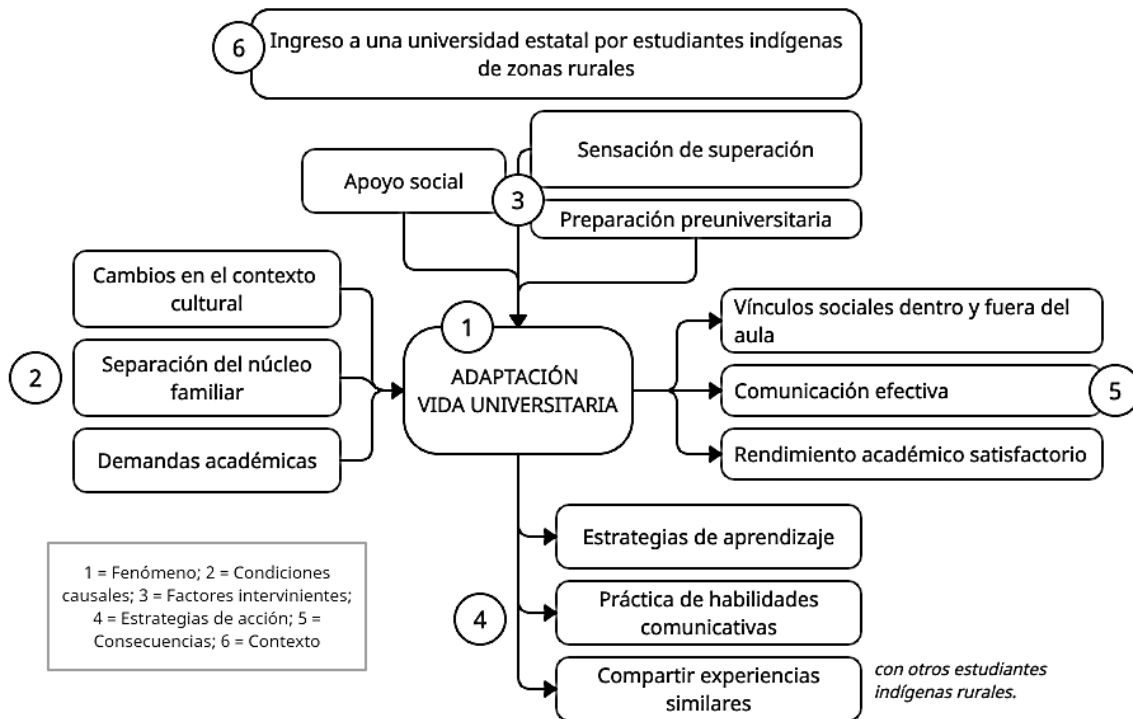 6
Ingreso a una universidad estatal por estudiantes indígenas
de zonas rurales
Sensación de superación
Apoyo social
3
Preparación preuniversitaria
Cambios en el contexto
cultural
2
Separación del núcleo
familiar
Demandas académicas
1
ADAPTACIÓN
VIDA UNIVERSITARIA
Vínculos sociales dentro y fuera del
aula
Comunicación efectiva
5
Rendimiento académico satisfactorio
Estrategias de aprendizaje
4
Práctica de habilidades
comunicativas
Compartir experiencias
similares
con otros estudiantes
indígenas rurales.
1 = Fenómeno; 2 = Condiciones
causales; 3 = Factores intervinientes;
4 = Estrategias de acción; 5 =
Consecuencias; 6 = Contexto